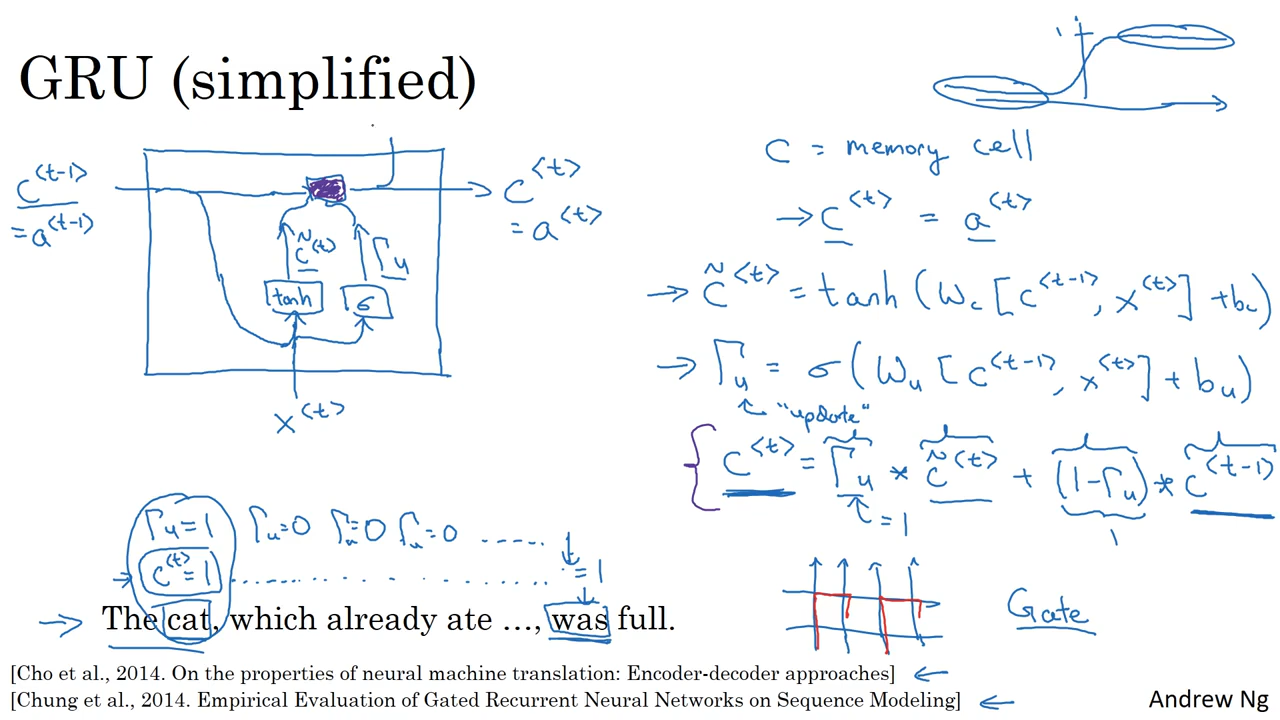 GRU (simplified)
1
c<t-1>
= a<t-1>
c<t>
= a<t>
c̃<t>
Γu
tanh
σ
x<t>
c = memory cell
→ c<t> = a<t>
→ c̃<t> = tanh (Wc [c<t-1>, x<t>] + bc)
→ Γu = σ (Wu [c<t-1>, x<t>] + bu)
"update"
c<t> = Γu * c̃<t> + (1-Γu) * c<t-1>
= 1
1
Γu=1 Γu=0 Γu=0 Γu=0 .....
c<t>=1 ............ = 1
→ The cat, which already ate …, was full.
Gate
[Cho et al., 2014. On the properties of neural machine translation: Encoder-decoder approaches] ←
[Chung et al., 2014. Empirical Evaluation of Gated Recurrent Neural Networks on Sequence Modeling] ←
Andrew Ng